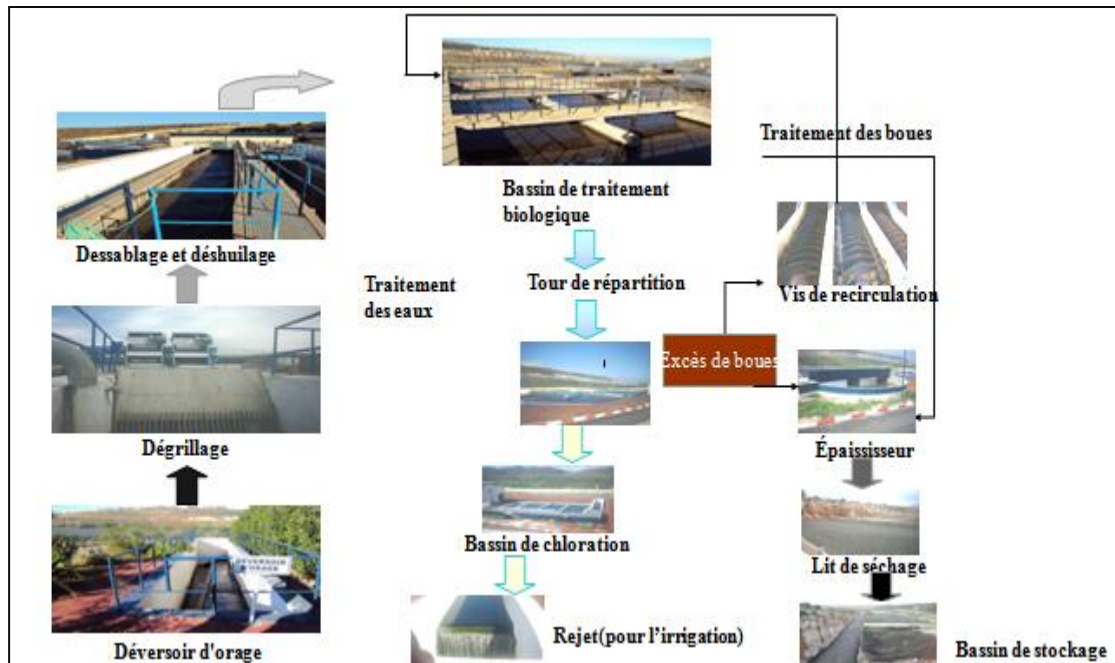 Dessablage et déshuilage
Dégrillage
DÉVERSOIR
D'ORAGE
Déversoir d'orage
Bassin de traitement
biologique
Tour de répartition
Traitement
des eaux
Bassin de chloration
Rejet(pour l'irrigation)
Traitement des boues
Vis de recirculation
Excès de boues
Épaississeur
Lit de séchage
Bassin de stockage